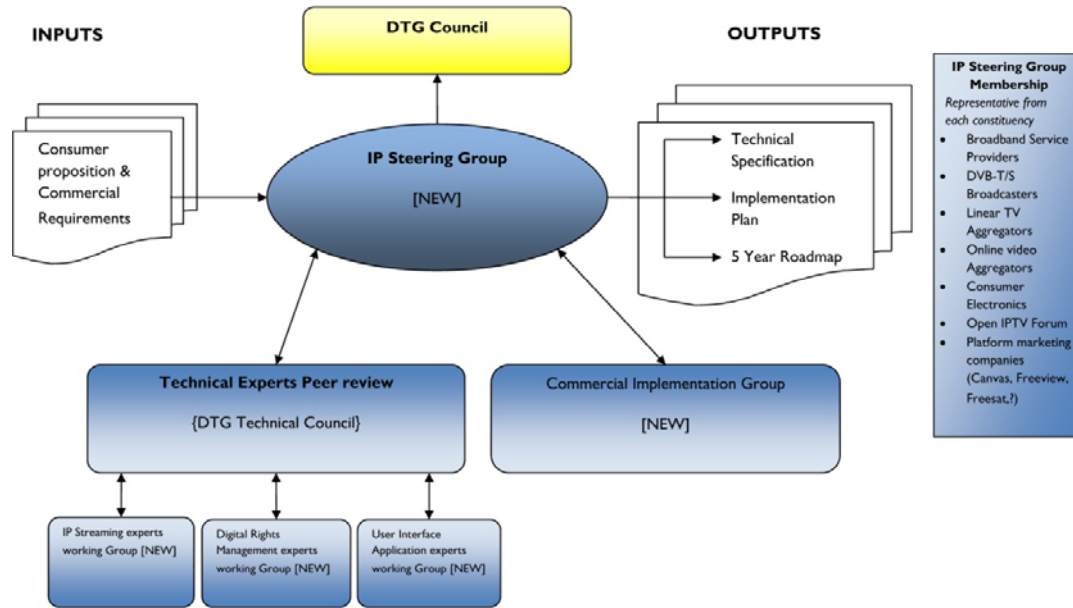 INPUTS
DTG Council
OUTPUTS
Consumer
proposition &
Commercial
Requirements
IP Steering Group
[NEW]
Technical
Specification
Implementation
Plan
5 Year Roadmap
IP Steering Group
Membership
Representative from
each constituency
• Broadband Service
Providers
• DVB-T/S
Broadcasters
• Linear TV
Aggregators
• Online video
Aggregators
• Consumer
Electronics
• Open IPTV Forum
• Platform marketing
companies
(Canvas, Freeview,
Freesat,?)
Technical Experts Peer review
{DTG Technical Council}
Commercial Implementation Group
[NEW]
IP Streaming experts
working Group [NEW]
Digital Rights
Management experts
working Group [NEW]
User Interface
Application experts
working Group [NEW]